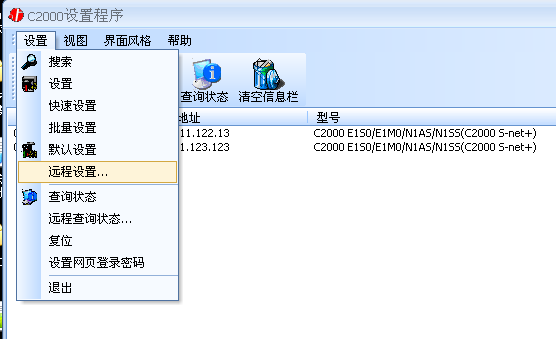 C2000设置程序
设置 视图 界面风格 帮助
搜索
设置
快速设置
批量设置
默认设置
远程设置...
查询状态
远程查询状态...
复位
设置网页登录密码
退出
查询状态 清空信息栏
地址 型号
11.122.13 C2000 E1S0/E1M0/N1AS/N1S5(C2000 S-net+)
1.123.123 C2000 E1S0/E1M0/N1AS/N1S5(C2000 S-net+)